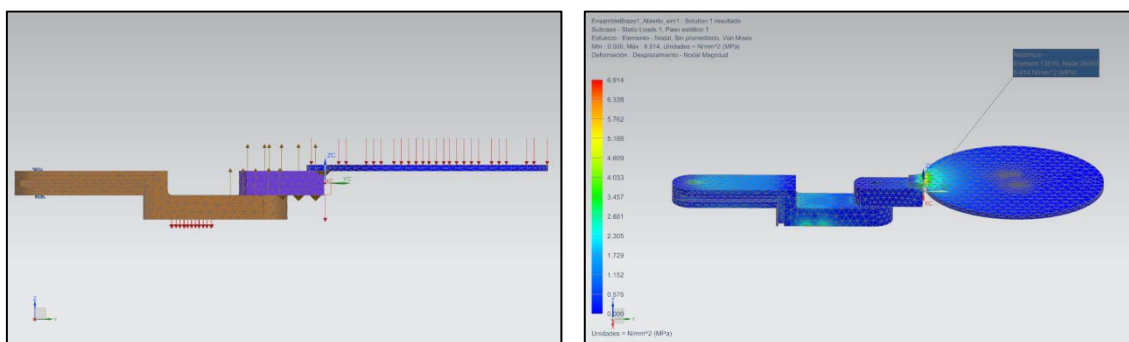 ZC
YC
Z
Y
EnsambleBrazo1_Abierto_sim1 : Solution 1 resultado
Subcase - Static Loads 1, Paso estático 1
Esfuerzo - Elemento - Nodal, Sin promediado, Von Mises
Min : 0.000, Max : 6.914, Unidades = N/mm^2 (MPa)
Deformación : Desplazamiento - Nodal Magnitud
Maximum
6.914
6.338
5.762
5.186
4.609
4.033
3.457
2.881
2.305
1.729
1.152
0.576
0.000
XC
Z
Y
Unidades = N/mm^2 (MPa)